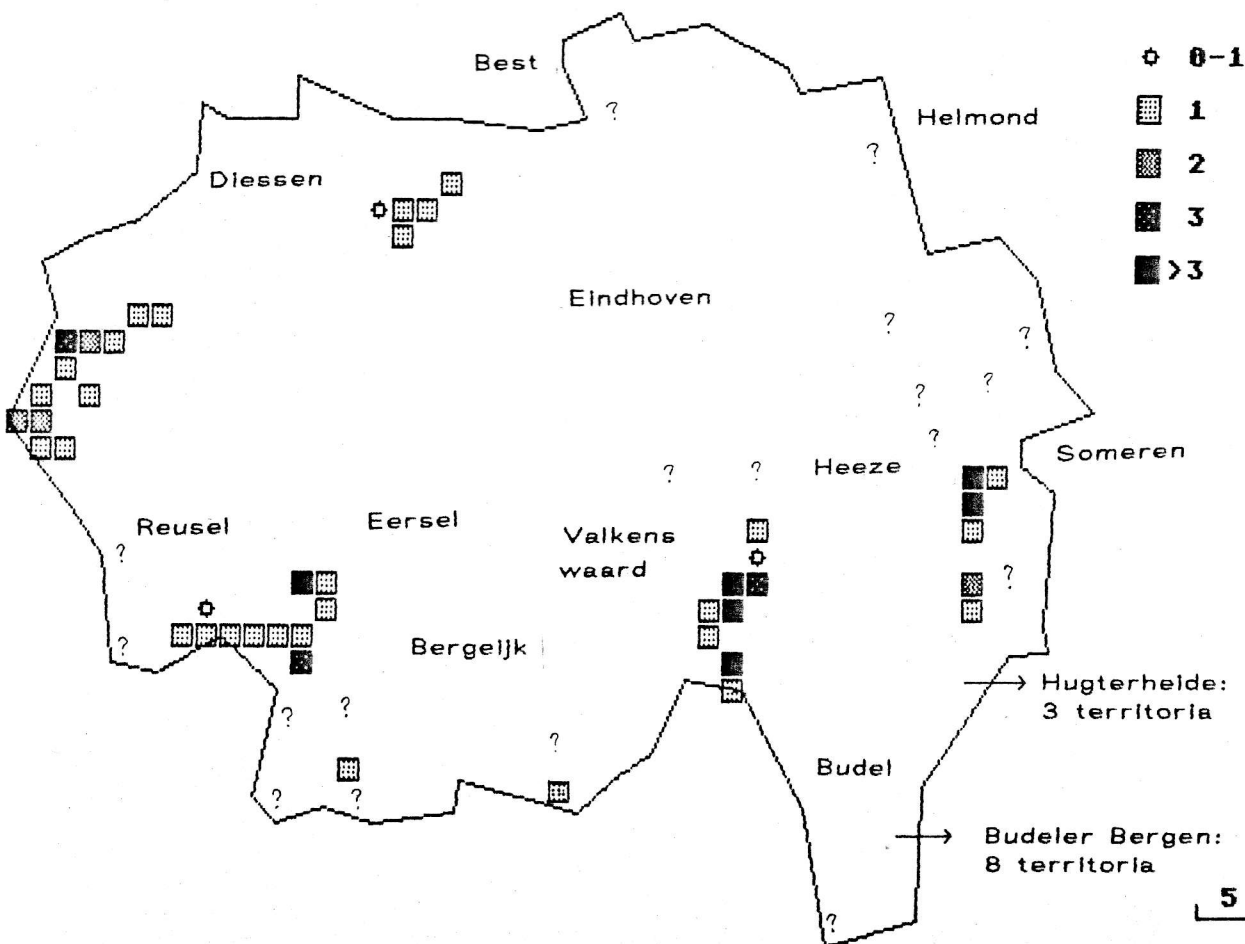 Best
?
Helmond
?
Diessen
Eindhoven
?
?
?
?
?
Heeze
Someren
?
?
Reusel
Eersel
Valkens
waard
?
?
?
Bergeijk
?
?
?
Hugterheide:
3 territoria
Budel
?
?
Budeler Bergen:
8 territoria
?
0-1
1
2
3
>3
5